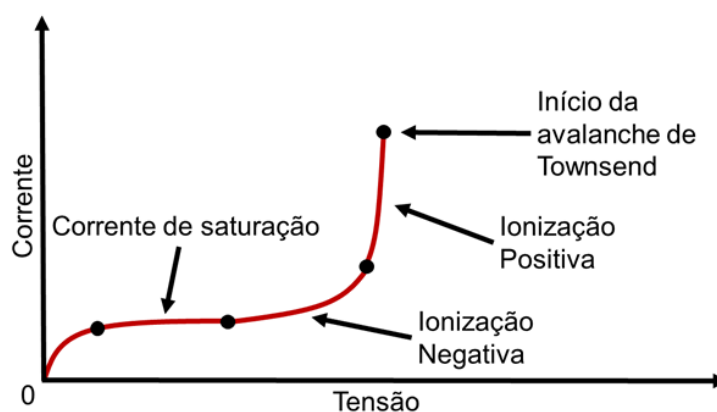 Início da
avalanche de
Townsend
Corrente
Corrente de saturação
Ionização
Positiva
Ionização
Negativa
0
Tensão